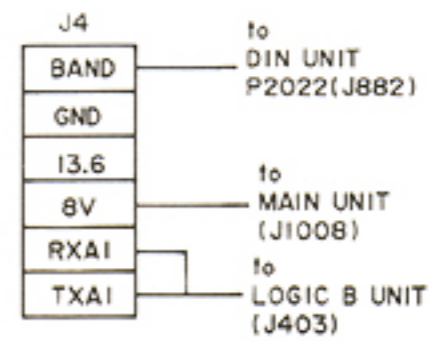 J4
BAND
GND
13.6
8V
RXAI
TXAI
to
DIN UNIT
P2022(J882)
to
MAIN UNIT
(J1008)
to
LOGIC B UNIT
(J403)